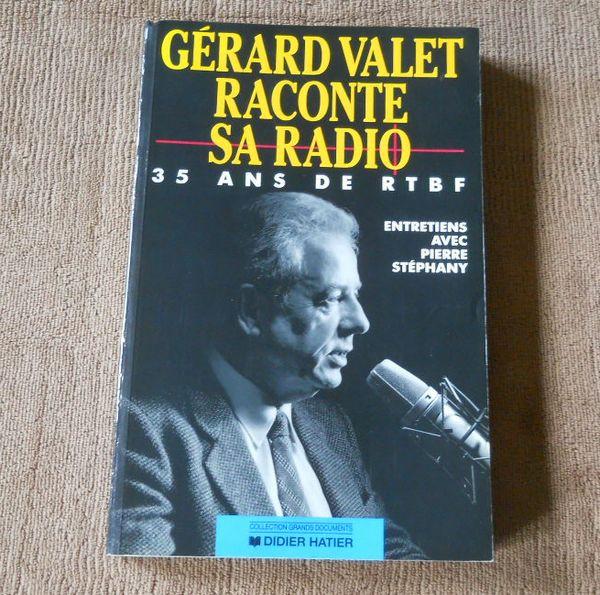 GÉRARD VALET
RACONTE
SA RADIO
35 ANS DE RTBF
ENTRETIENS
AVEC
PIERRE
STÉPHANY
COLLECTION GRANDS DOCUMENTS
DIDIER HATIER